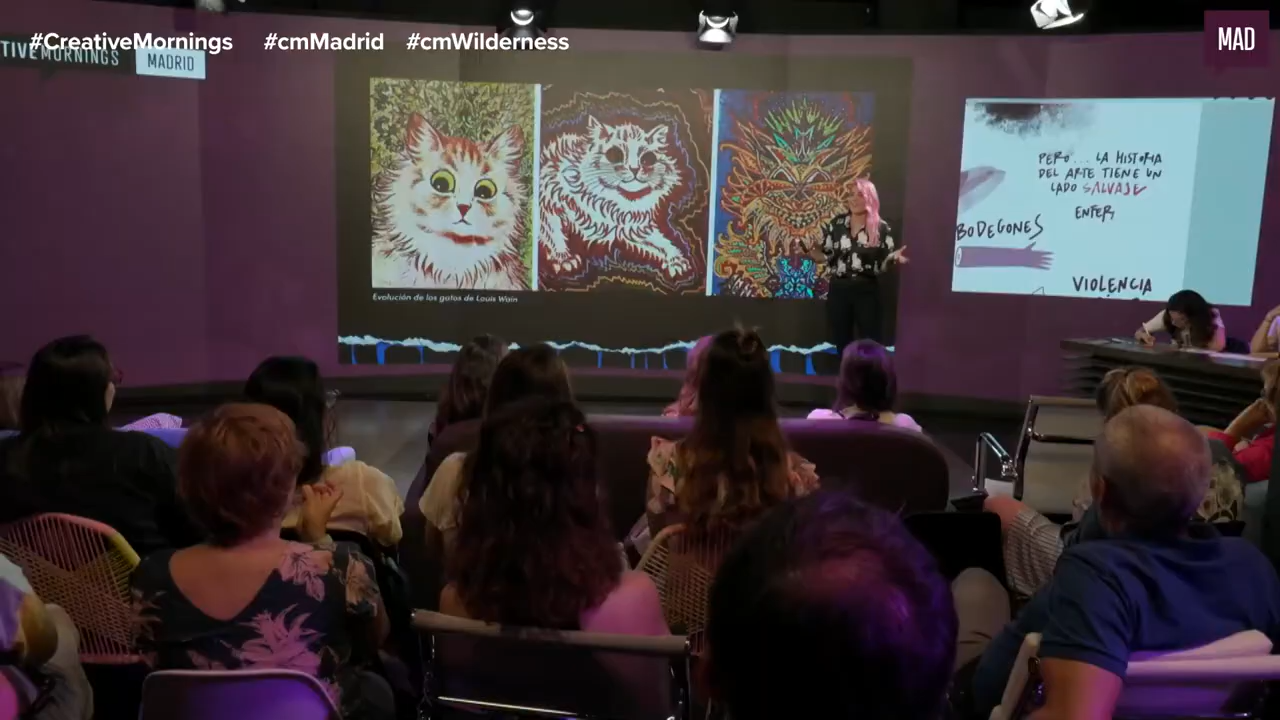 #CreativeMornings #cmMadrid #cmWilderness
TIVEMORNINGS
MADRID
MAD
Evolución de los gatos de Louis Wain
PERO... LA HISTORIA
DEL ARTE TIENE UN
LADO SALVAJE
BODEGONES
VIOLENCIA